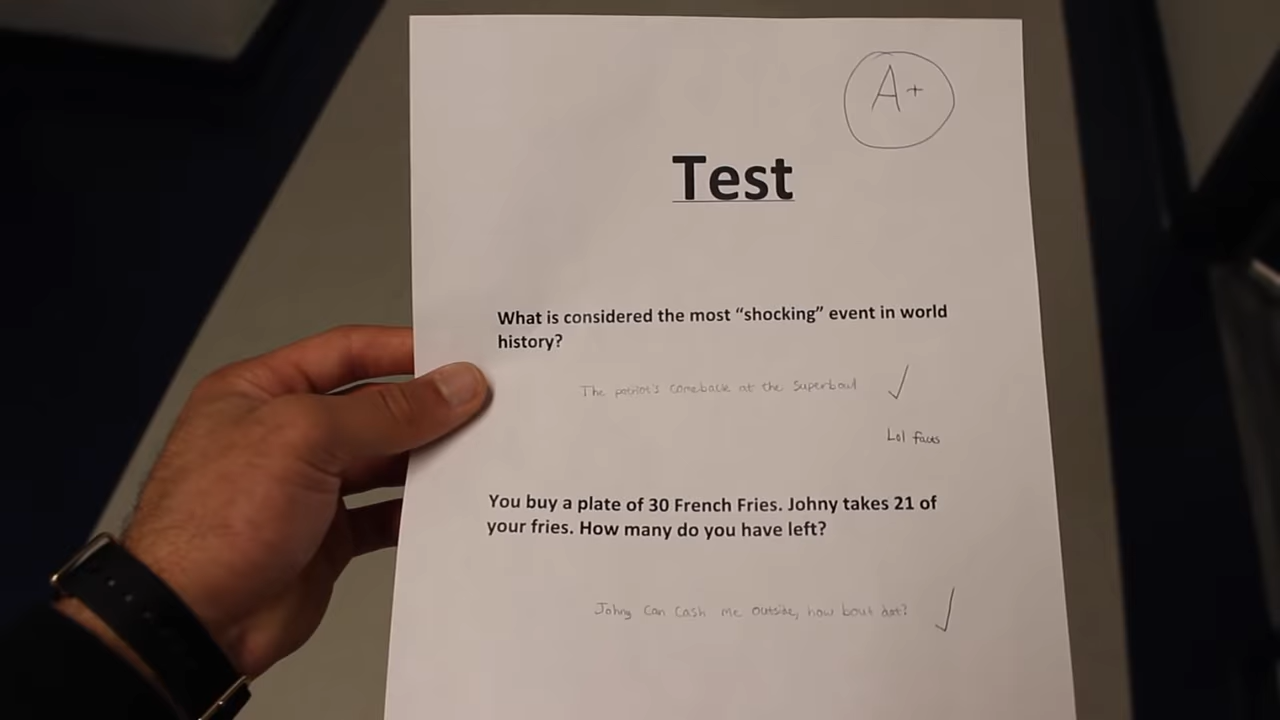 A+
Test
What is considered the most “shocking” event in world
history?
The patriot's comeback at the superbowl
Lol facts
You buy a plate of 30 French Fries. Johny takes 21 of
your fries. How many do you have left?
Johny can cash me outside, how bout dat?